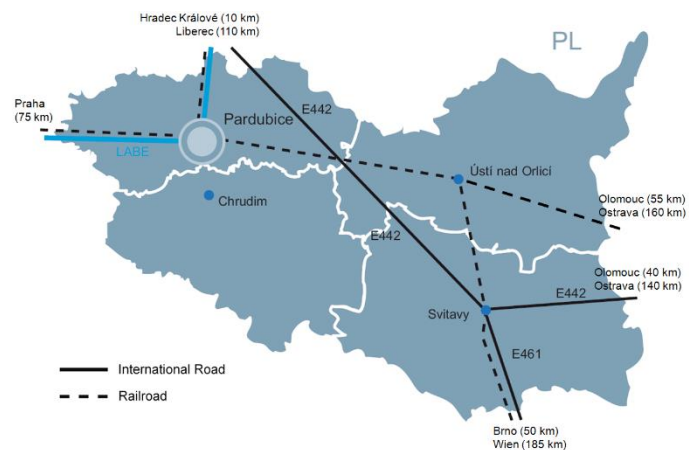 Hradec Králové (10 km)
Liberec (110 km)
PL
Praha
(75 km)
E442
Pardubice
LABE
Ústí nad Orlicí
Chrudim
Olomouc (55 km)
Ostrava (160 km)
E442
Olomouc (40 km)
Ostrava (140 km)
E442
Svitavy
E461
International Road
Railroad
Brno (50 km)
Wien (185 km)